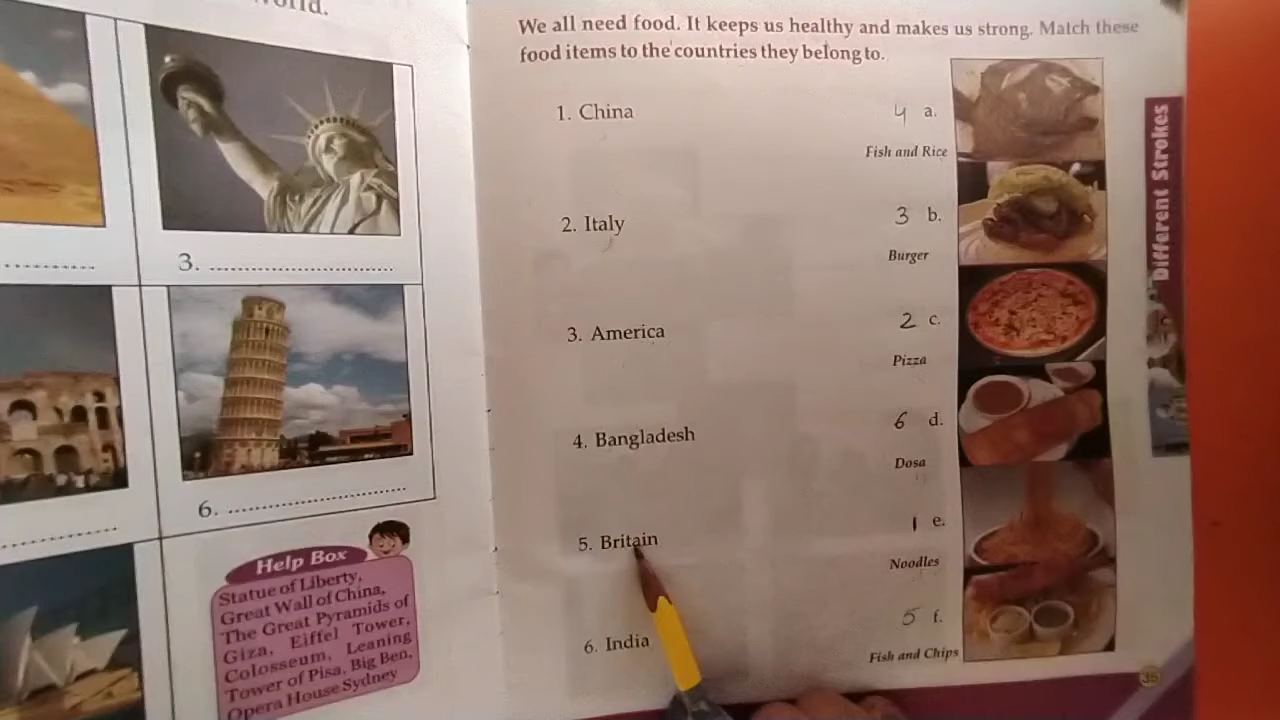 3. ..............................
6. ..............................
Help Box
Statue of Liberty,
Great Wall of China,
The Great Pyramids of
Giza, Eiffel Tower,
Colosseum, Leaning
Tower of Pisa, Big Ben,
Opera House Sydney
We all need food. It keeps us healthy and makes us strong. Match these
food items to the countries they belong to.
1. China
4 a.
Fish and Rice
2. Italy
3 b.
Burger
3. America
2 c.
Pizza
4. Bangladesh
6 d.
Dosa
5. Britain
1 e.
Noodles
6. India
5 f.
Fish and Chips
Different Strokes
35